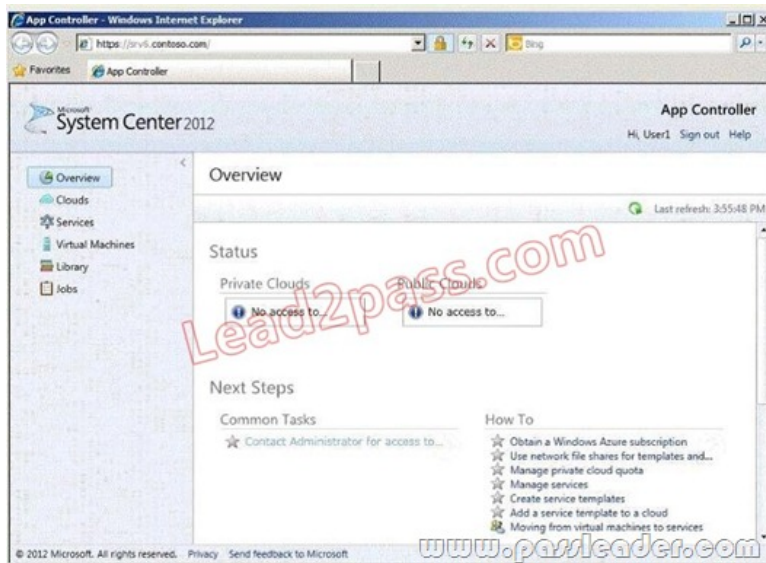 App Controller - Windows Internet Explorer
https://srv6.contoso.com/
Bing
Favorites App Controller
Microsoft
System Center 2012
App Controller
Hi, User1 Sign out Help
Overview
Clouds
Services
Virtual Machines
Library
Jobs
Overview
Last refresh: 3:55:48 PM
Status
Private Clouds
Public Clouds
No access to...
No access to...
Lead2pass.com
Next Steps
Common Tasks
Contact Administrator for access to...
How To
Obtain a Windows Azure subscription
Use network file shares for templates and...
Manage private cloud quota
Manage services
Create service templates
Add a service template to a cloud
Moving from virtual machines to services
© 2012 Microsoft. All rights reserved. Privacy Send feedback to Microsoft
www.passleader.com